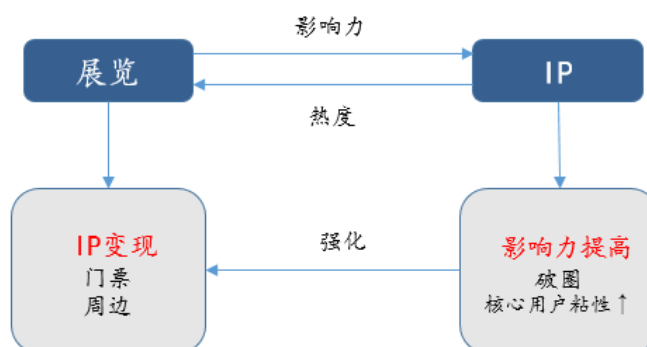 影响力
展览
IP
热度
IP变现
门票
周边
强化
影响力提高
破圈
核心用户粘性↑